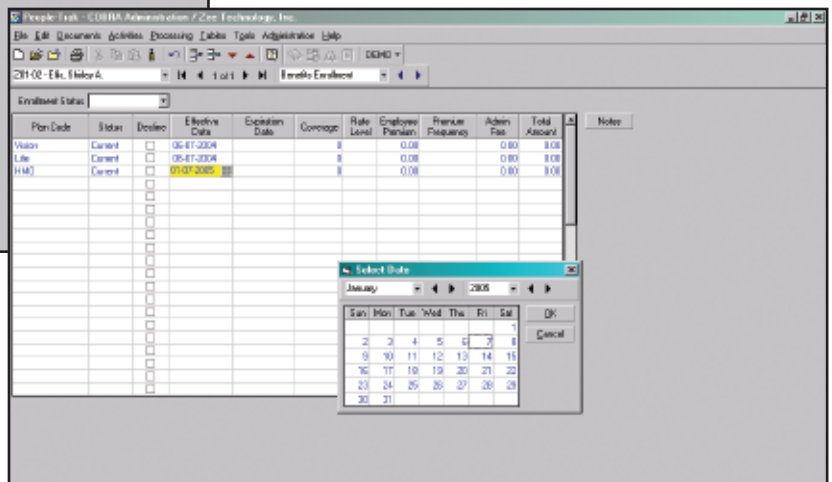 People-Trak - COBRA Administration / Zee Technology, Inc.
File Edit Documents Activities Processing Tables Tools Administration Help
DEMO
Z01-02 - Ellis, Shirley A. 1 of 1 Benefits Enrollment
Enrollment Status
Notes
Plan Code Status Decline Effective Date Expiration Date Coverage Rate Level Employee Premium Premium Frequency Admin Fee Total Amount
Vision Current 06-07-2004 0 0.00 0.00 0.00
Life Current 06-07-2004 0 0.00 0.00 0.00
HMO Current 01-07-2005 0 0.00 0.00 0.00
Select Date
January 2005
Sun Mon Tue Wed Thu Fri Sat OK
1
2 3 4 5 6 7 8 Cancel
9 10 11 12 13 14 15
16 17 18 19 20 21 22
23 24 25 26 27 28 29
30 31